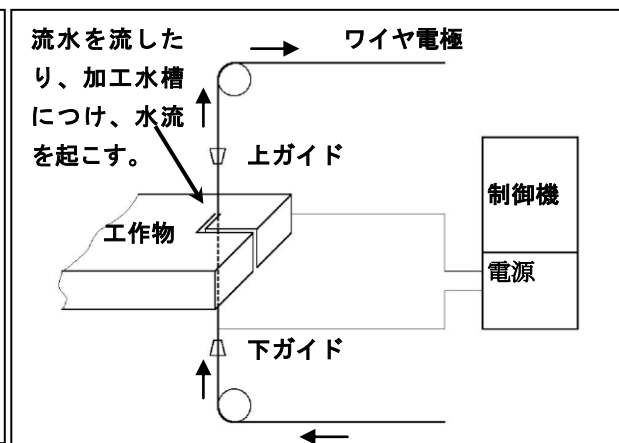 流水を流した
り、加工水槽
につけ、水流
を起こす。
ワイヤ電極
上ガイド
工作物
制御機
電源
下ガイド